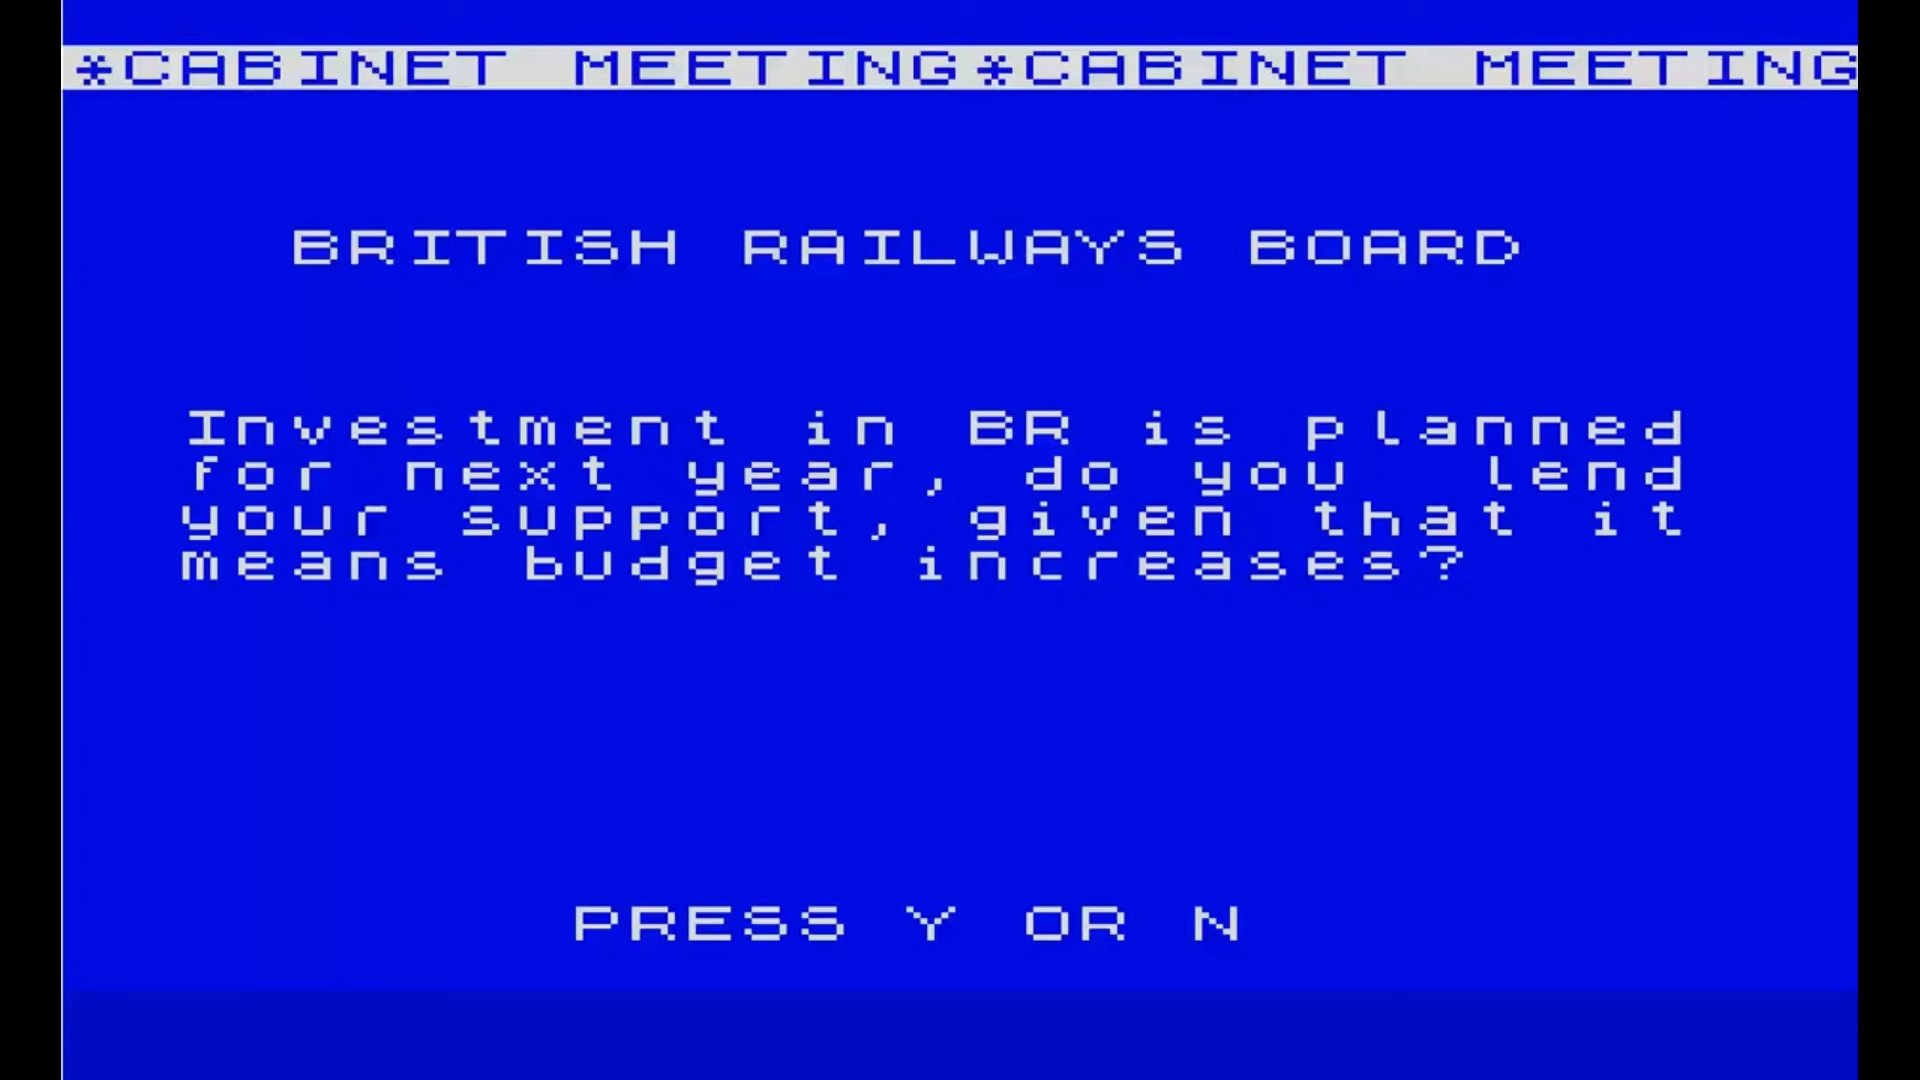 *CABINET MEETING*CABINET MEETING
BRITISH RAILWAYS BOARD
Investment in BR is planned
for next year, do you lend
your support, given that it
means budget increases?
PRESS Y OR N